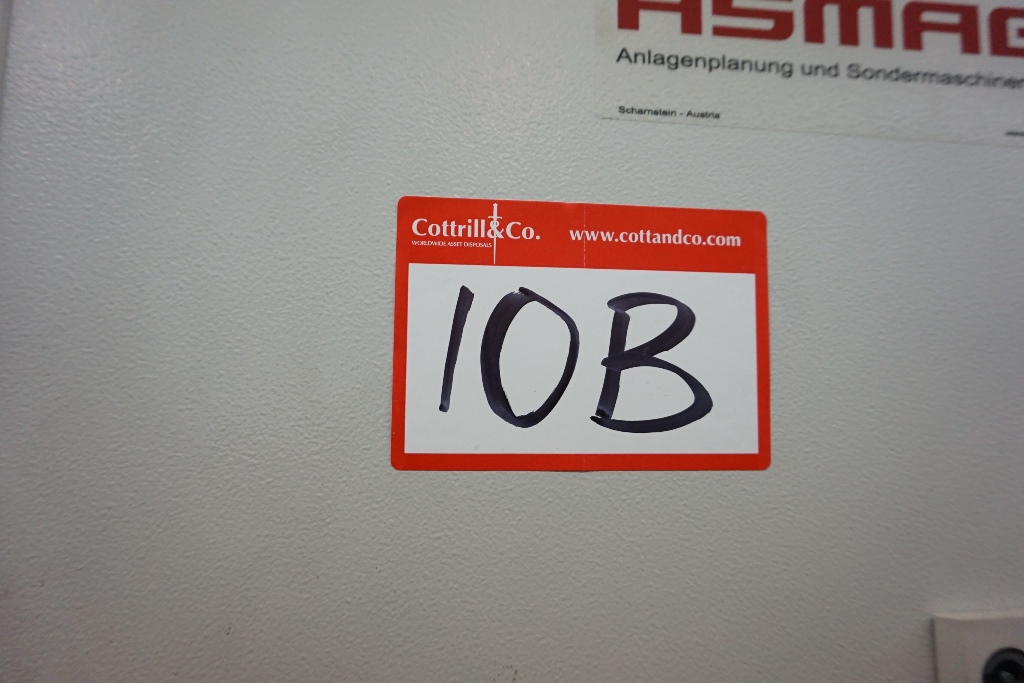 ASMAG
Anlagenplanung und Sondermaschinen
Scharnstein - Austria
Cottrill&Co. www.cottandco.com
WORLDWIDE ASSET DISPOSALS
10B